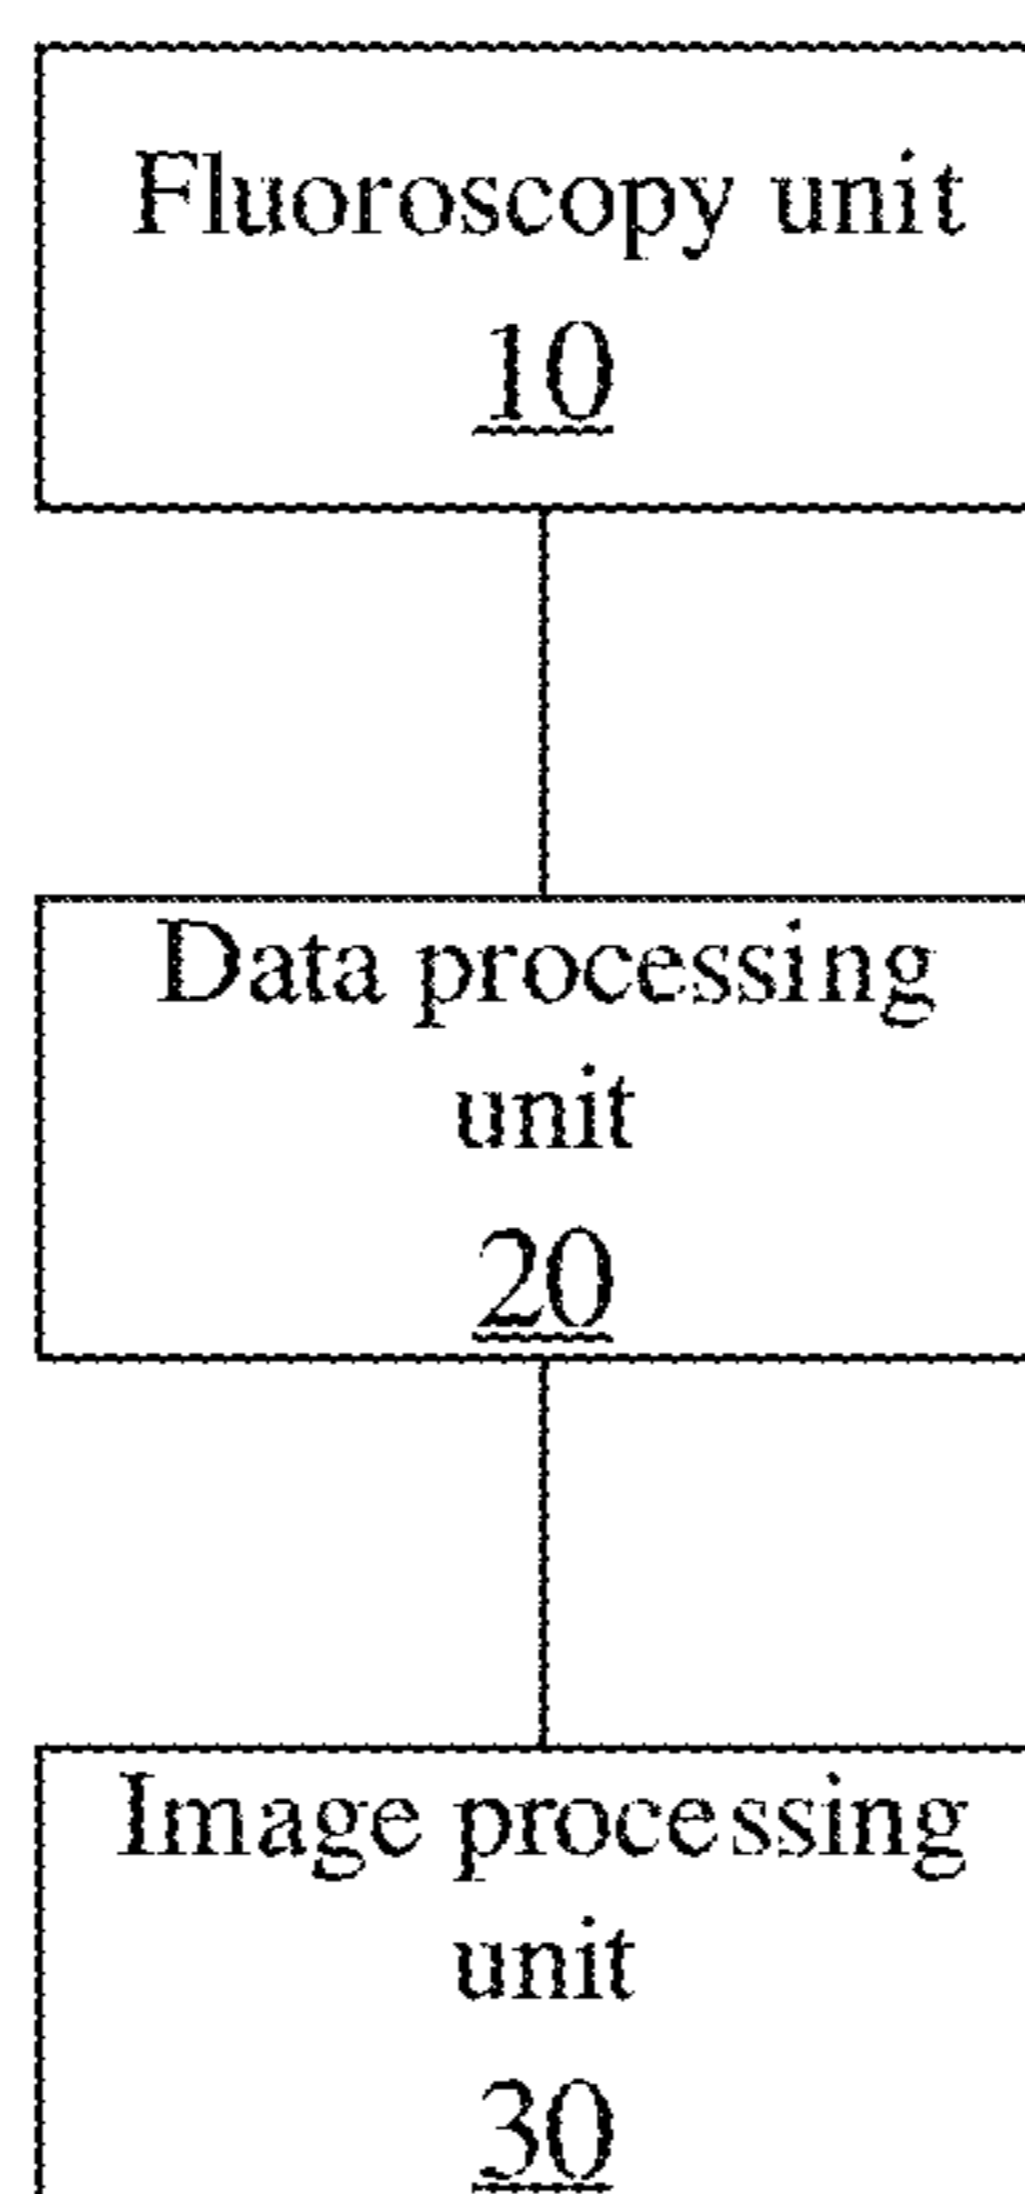 Fluoroscopy unit
10
Data processing
unit
20
Image processing
unit
30